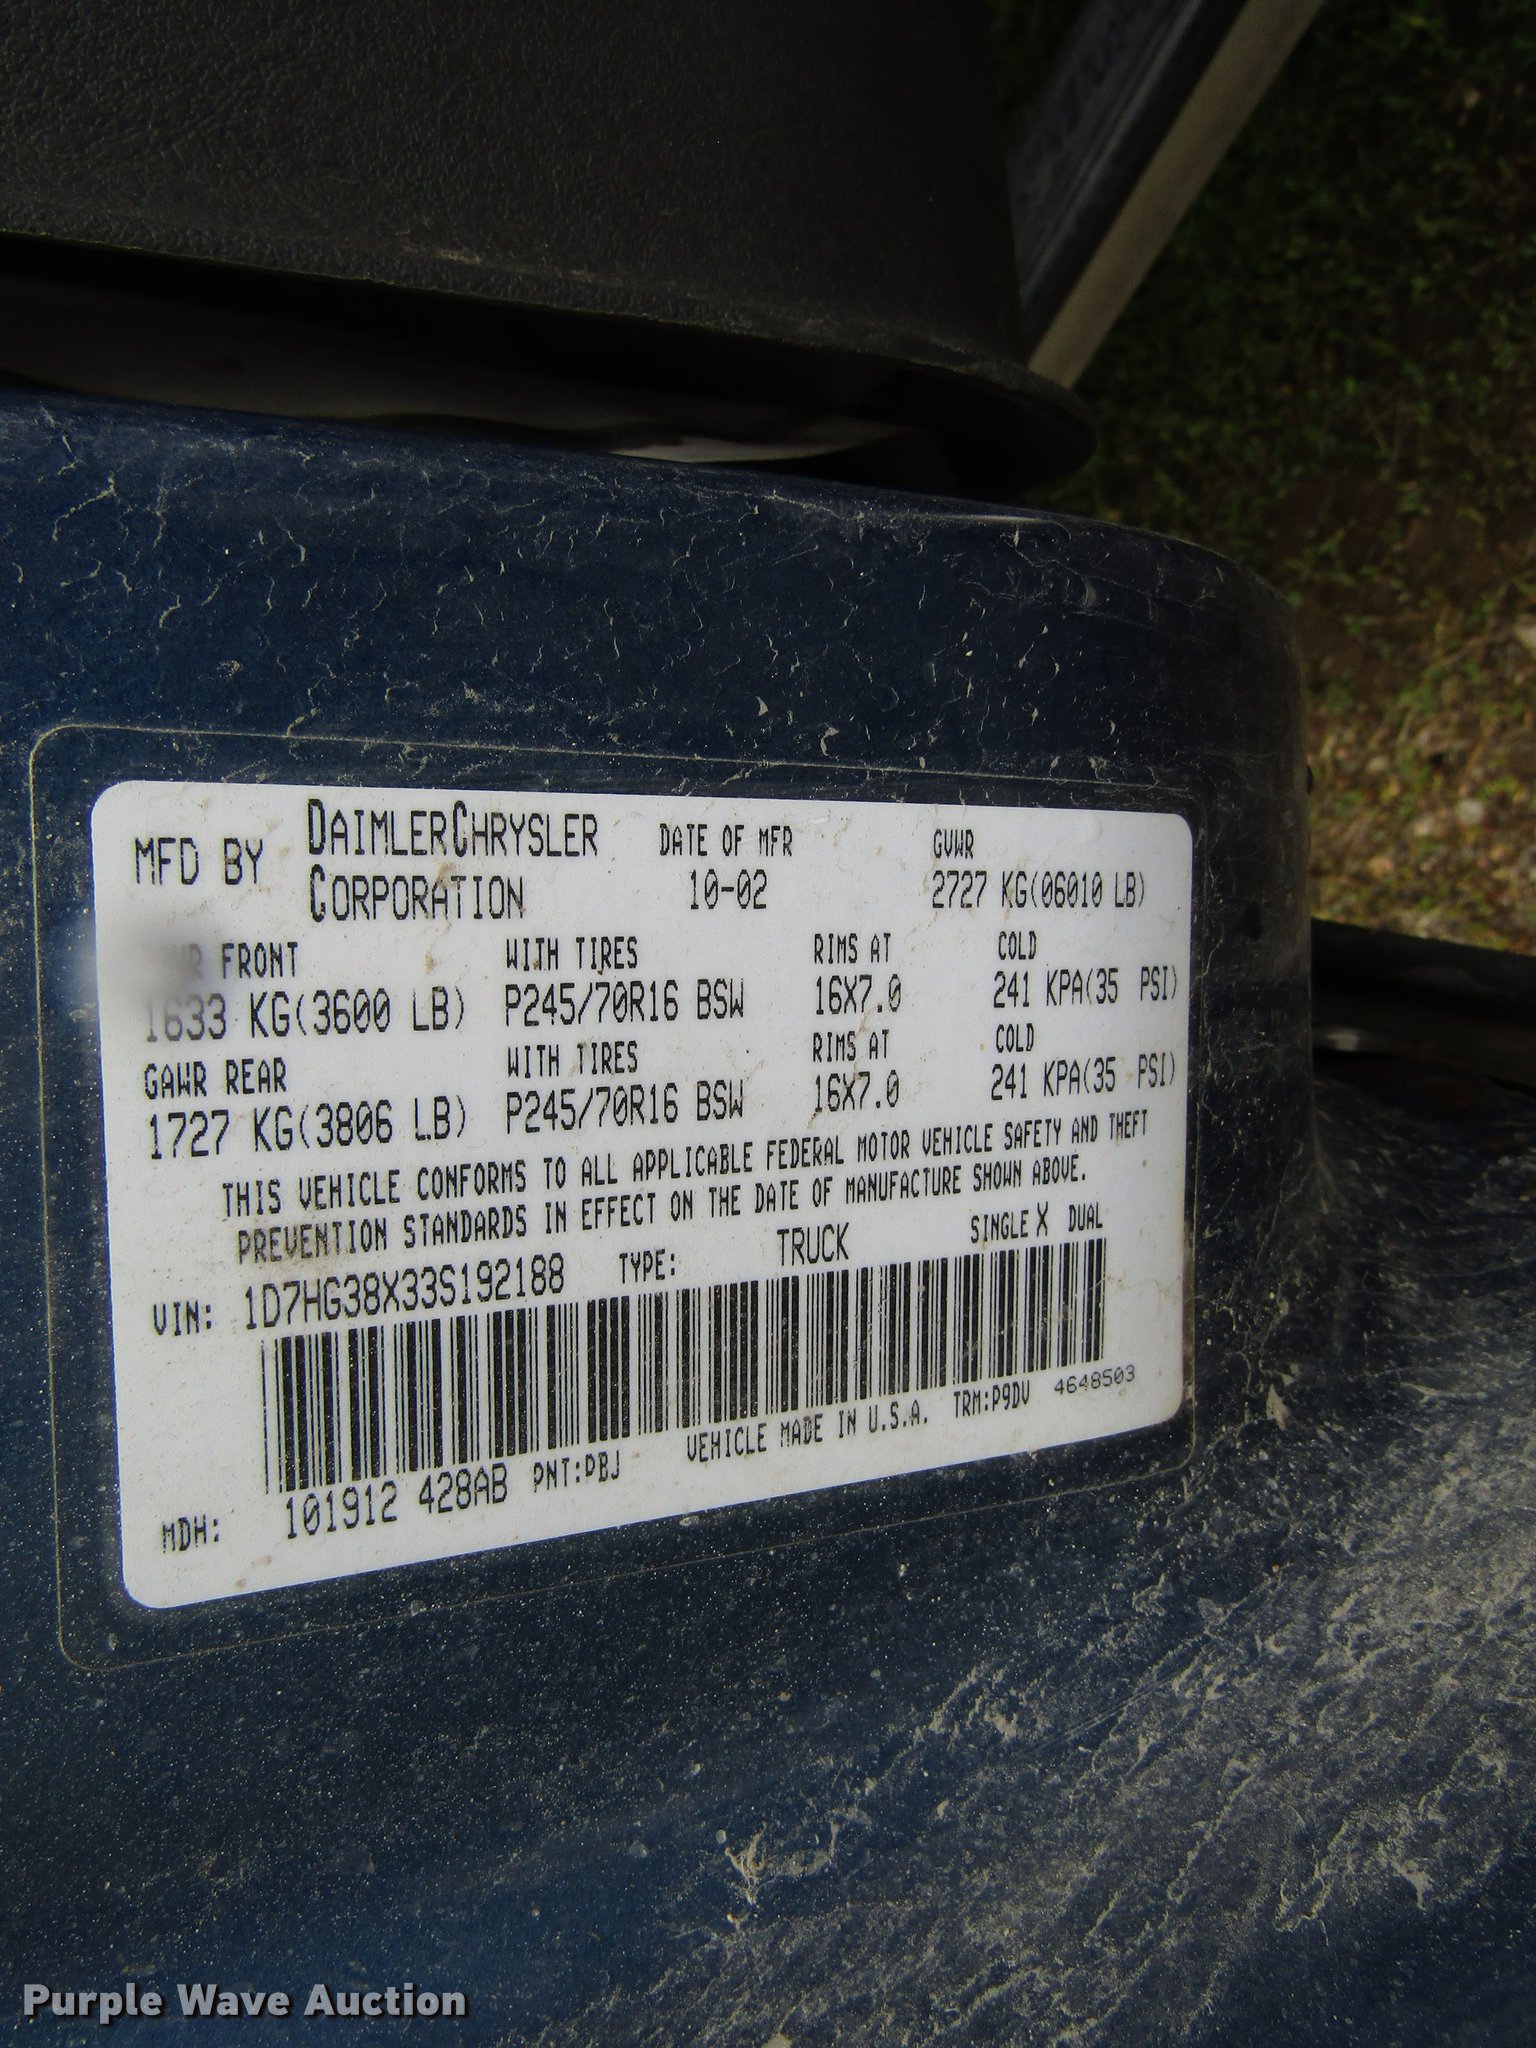 MFD BY DAIMLERCHRYSLER CORPORATION DATE OF MFR 10-02 GVWR 2727 KG(06010 LB)
FRONT WITH TIRES RIMS AT COLD
1633 KG(3600 LB) P245/70R16 BSW 16X7.0 241 KPA(35 PSI)
GAWR REAR WITH TIRES RIMS AT COLD
1727 KG(3806 LB) P245/70R16 BSW 16X7.0 241 KPA(35 PSI)
THIS VEHICLE CONFORMS TO ALL APPLICABLE FEDERAL MOTOR VEHICLE SAFETY AND THEFT
PREVENTION STANDARDS IN EFFECT ON THE DATE OF MANUFACTURE SHOWN ABOVE.
VIN: 1D7HG38X33S192188 TYPE: TRUCK SINGLE X DUAL
MDH: 101912 428AB PNT:PBJ VEHICLE MADE IN U.S.A. TRM:P9DV 4648503
Purple Wave Auction